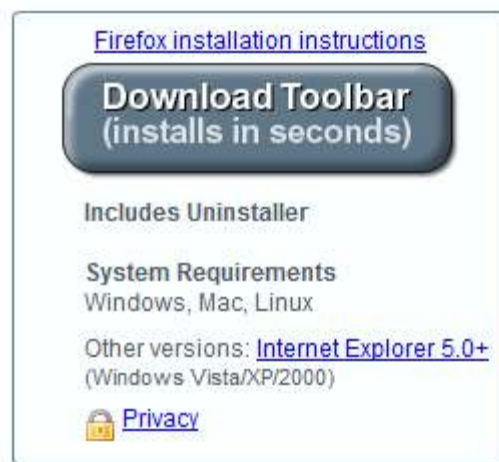 Firefox installation instructions
Download Toolbar
(installs in seconds)
Includes Uninstaller
System Requirements
Windows, Mac, Linux
Other versions: Internet Explorer 5.0+
(Windows Vista/XP/2000)
Privacy